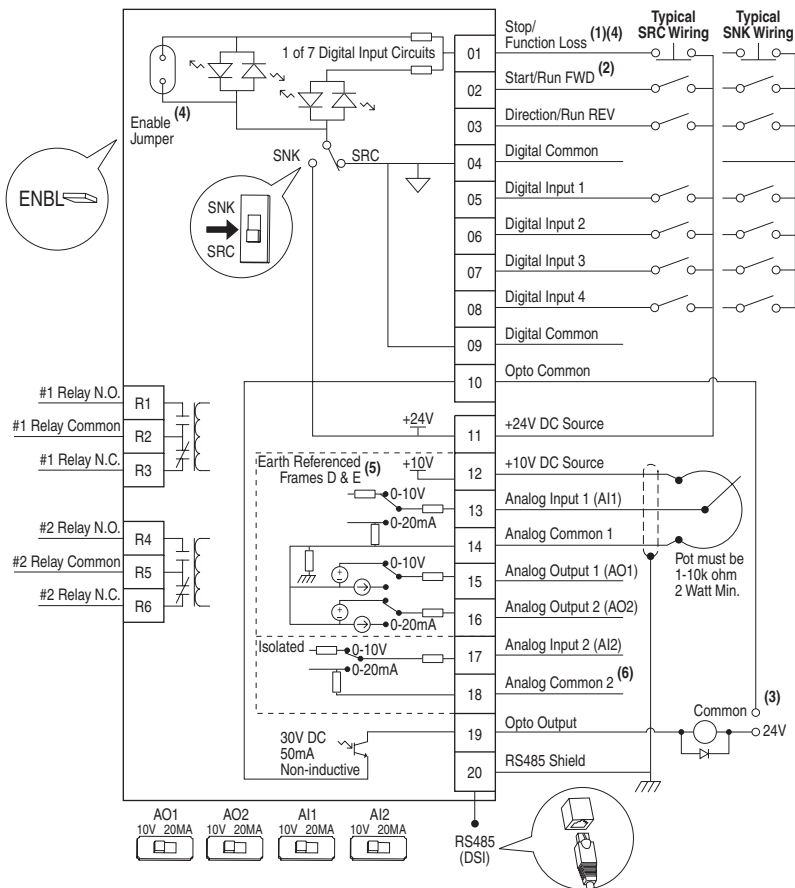 Stop/
Function Loss (1)(4)
Typical
SRC Wiring
Typical
SNK Wiring
1 of 7 Digital Input Circuits
01
Start/Run FWD (2)
02
Enable (4)
Jumper
Direction/Run REV
03
SNK
SRC
Digital Common
04
ENBL
SNK
SRC
Digital Input 1
05
Digital Input 2
06
Digital Input 3
07
Digital Input 4
08
Digital Common
09
Opto Common
10
#1 Relay N.O.
R1
#1 Relay Common
R2
#1 Relay N.C.
R3
+24V
11
+24V DC Source
Earth Referenced (5)
Frames D & E
+10V
12
+10V DC Source
0-10V
13
Analog Input 1 (AI1)
0-20mA
14
Analog Common 1
#2 Relay N.O.
R4
#2 Relay Common
R5
#2 Relay N.C.
R6
0-10V
15
Analog Output 1 (AO1)
Pot must be
1-10k ohm
2 Watt Min.
0-20mA
16
Analog Output 2 (AO2)
Isolated
0-10V
17
Analog Input 2 (AI2)
0-20mA
18
Analog Common 2 (6)
Common
(3)
24V
30V DC
50mA
Non-inductive
19
Opto Output
20
RS485 Shield
AO1
10V 20MA
AO2
10V 20MA
AI1
10V 20MA
AI2
10V 20MA
RS485
(DSI)